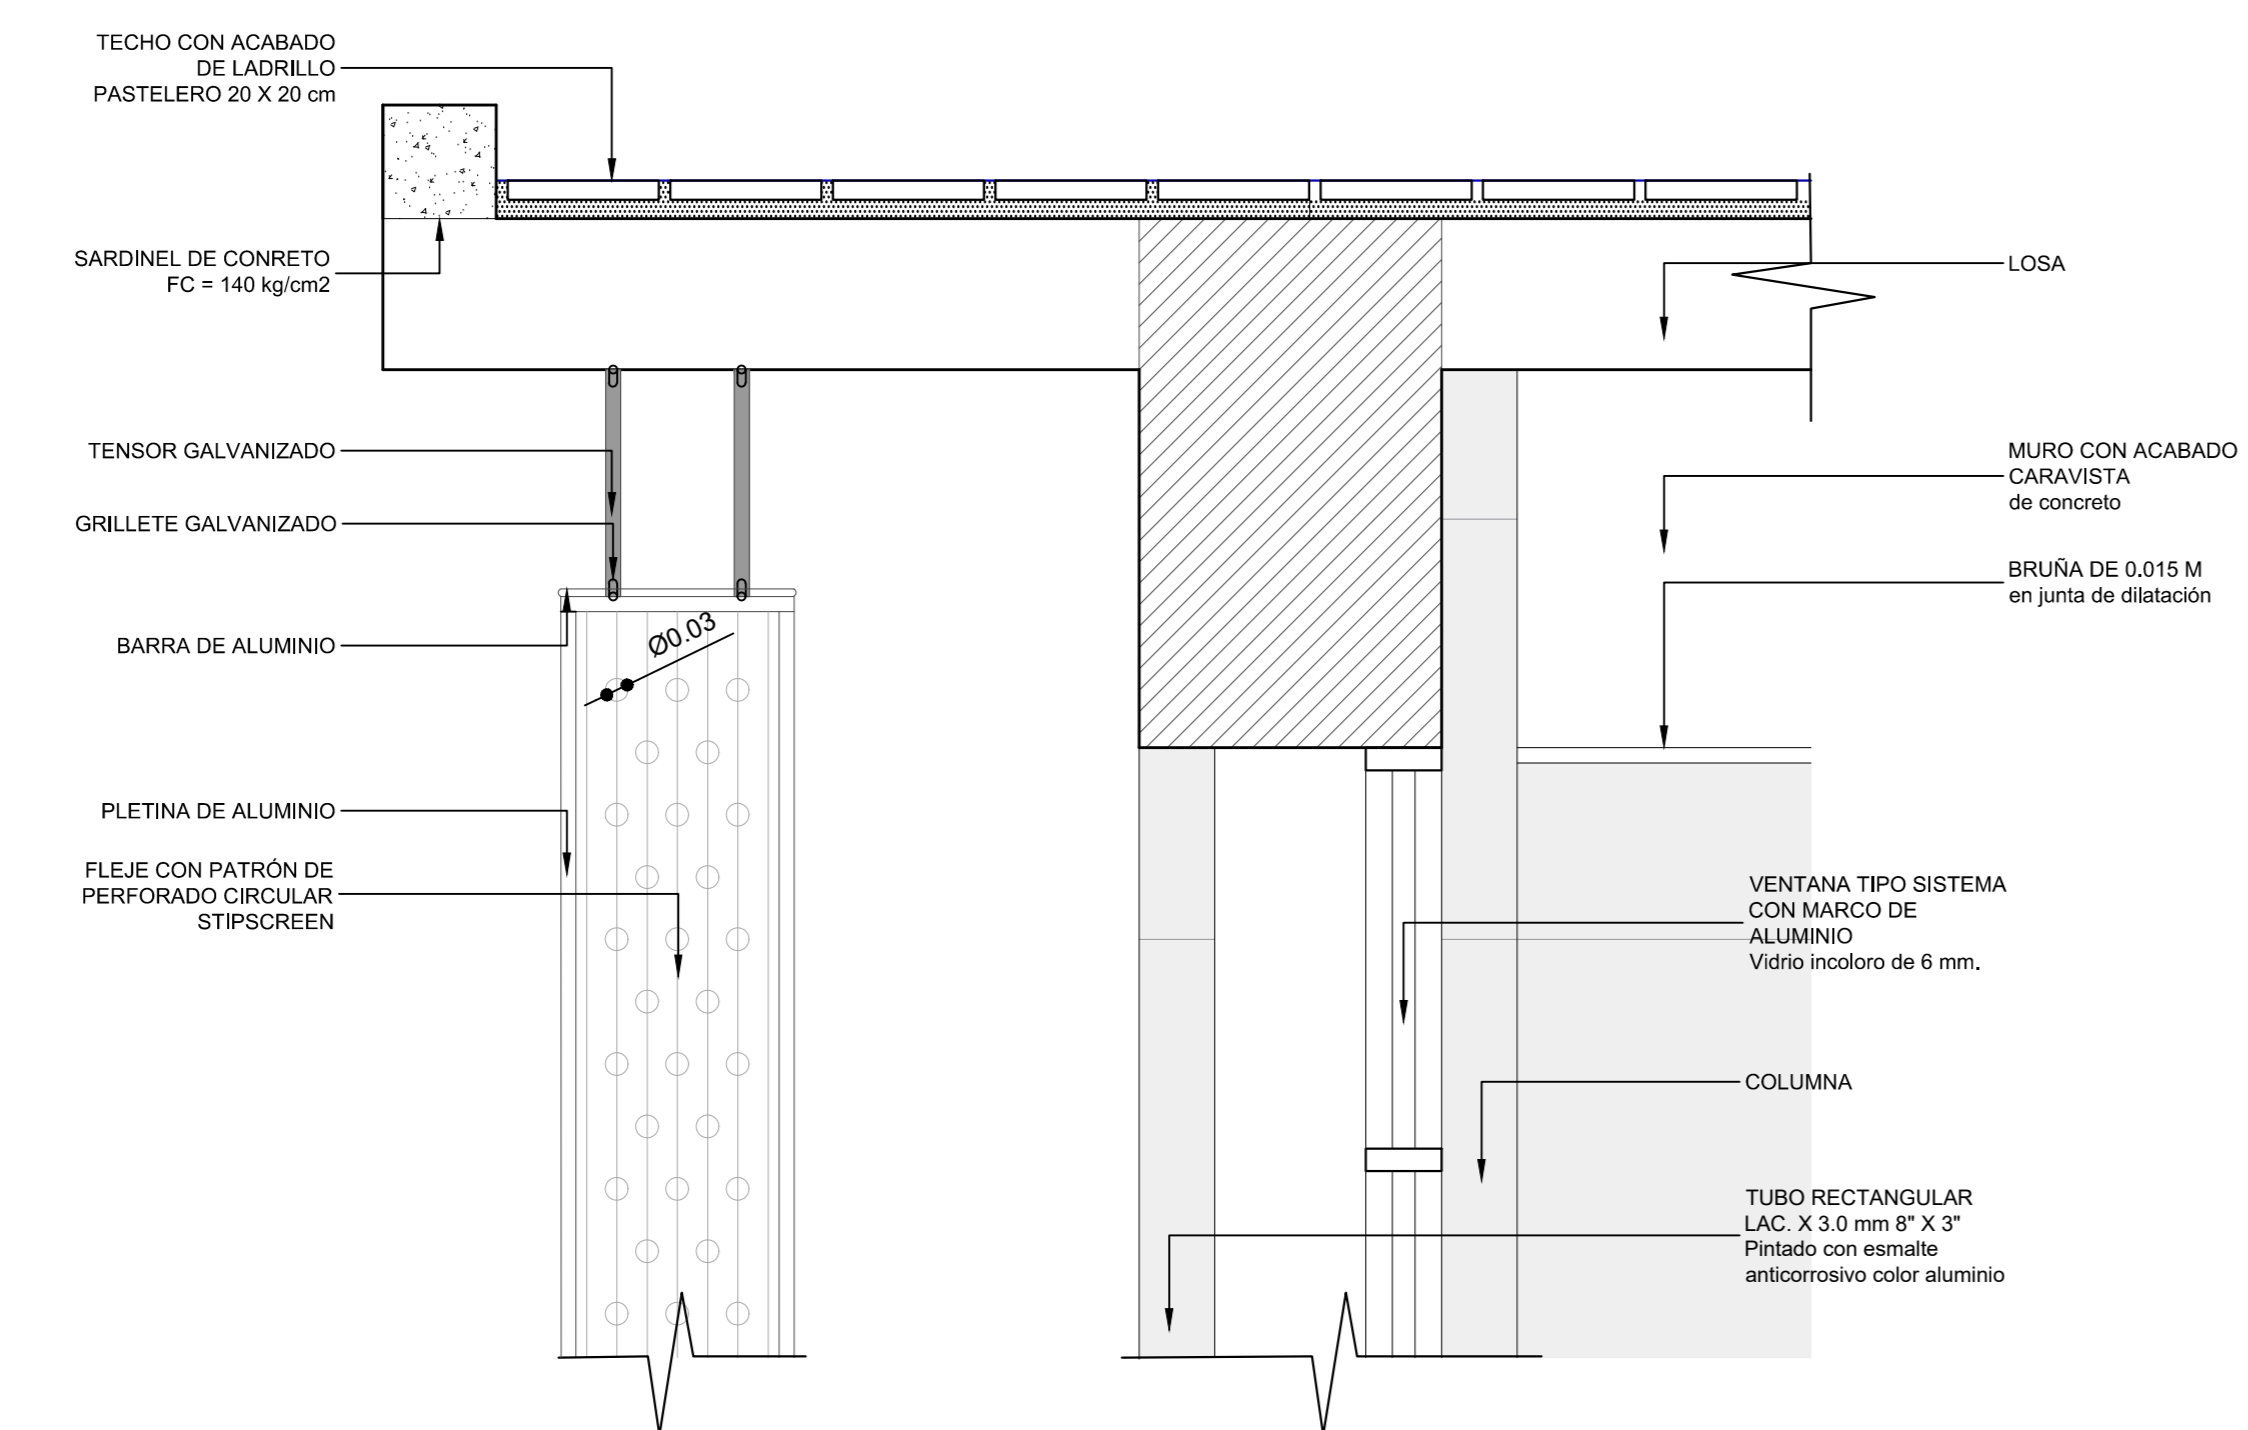 TECHO CON ACABADO
DE LADRILLO
PASTELERO 20 X 20 cm
SARDINEL DE CONRETO
FC = 140 kg/cm2
TENSOR GALVANIZADO
GRILLETE GALVANIZADO
BARRA DE ALUMINIO
Ø0.03
PLETINA DE ALUMINIO
FLEJE CON PATRÓN DE
PERFORADO CIRCULAR
STIPSCREEN
LOSA
MURO CON ACABADO
CARAVISTA
de concreto
BRUÑA DE 0.015 M
en junta de dilatación
VENTANA TIPO SISTEMA
CON MARCO DE
ALUMINIO
Vidrio incoloro de 6 mm.
COLUMNA
TUBO RECTANGULAR
LAC. X 3.0 mm 8" X 3"
Pintado con esmalte
anticorrosivo color aluminio